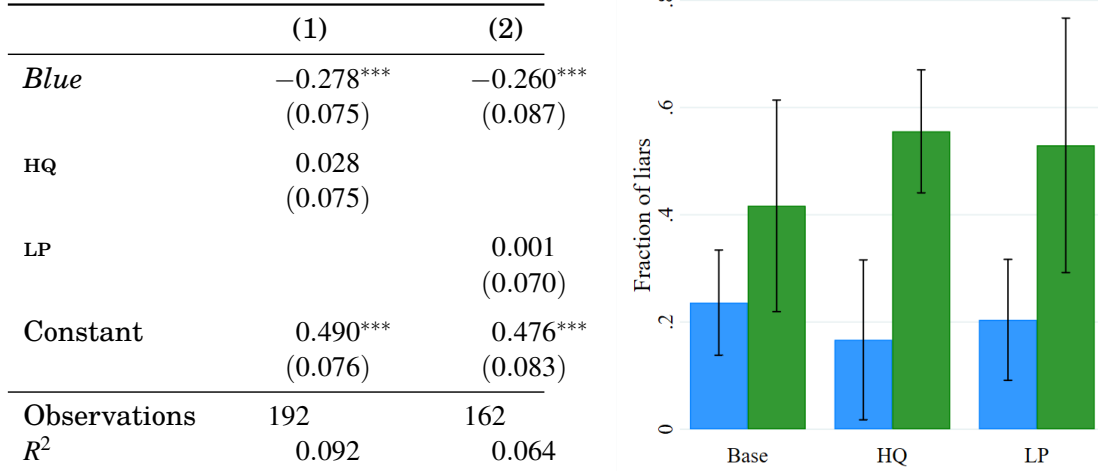 (1) (2)
Blue −0.278*** −0.260***
(0.075) (0.087)
HQ 0.028
(0.075)
LP 0.001
(0.070)
Constant 0.490*** 0.476***
(0.076) (0.083)
Observations 192 162
R² 0.092 0.064
Fraction of liars
.6
.4
.2
0
Base HQ LP